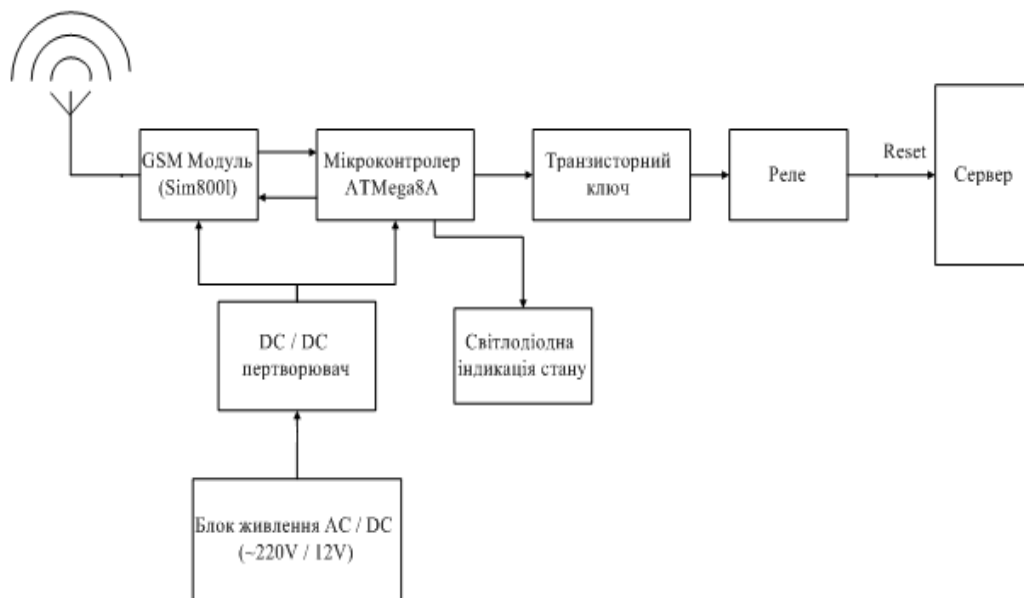 GSM Модуль
(Sim800l)
Мікроконтролер
ATMega8A
Транзисторний
ключ
Реле
Reset
Сервер
DC / DC
пертворювач
Світлодіодна
індикація стану
Блок живлення AC / DC
(~220V / 12V)